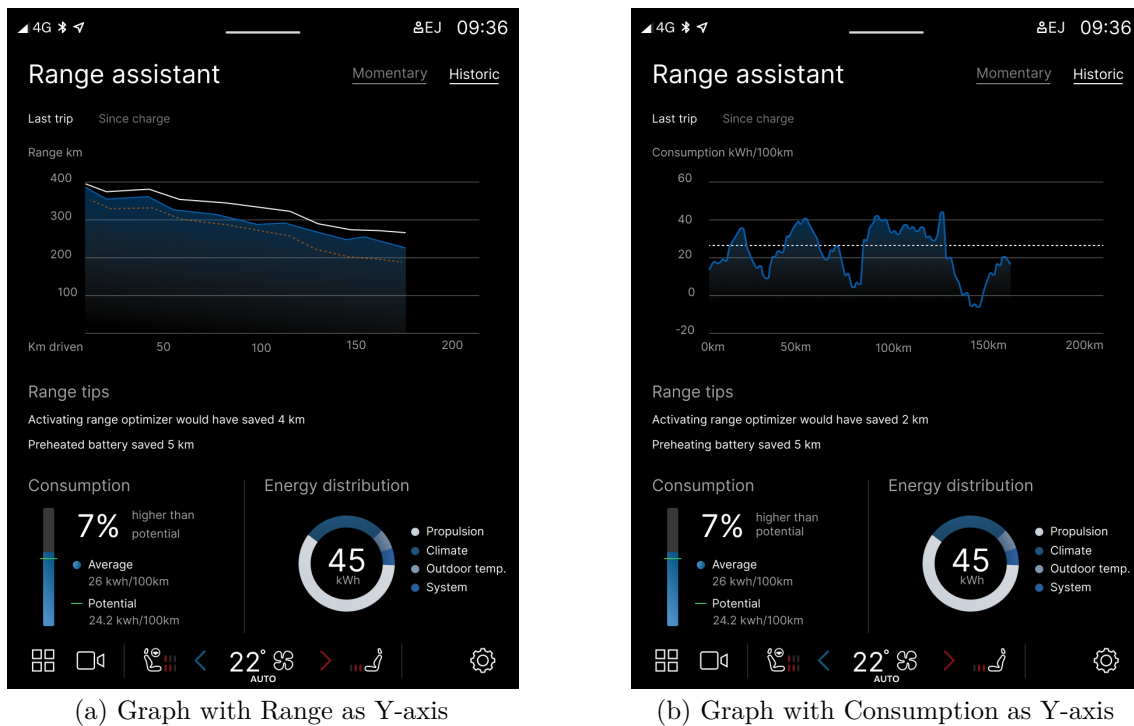 4G EJ 09:36
Range assistant Momentary Historic
Last trip Since charge
Range km
400
300
200
100
Km driven 50 100 150 200
Range tips
Activating range optimizer would have saved 4 km
Preheated battery saved 5 km
Consumption
7% higher than
potential
Average
26 kwh/100km
Potential
24.2 kwh/100km
Energy distribution
45
kWh
Propulsion
Climate
Outdoor temp.
System
22°
AUTO
(a) Graph with Range as Y-axis
4G EJ 09:36
Range assistant Momentary Historic
Last trip Since charge
Consumption kWh/100km
60
40
20
0
-20
0km 50km 100km 150km 200km
Range tips
Activating range optimizer would have saved 2 km
Preheating battery saved 5 km
Consumption
7% higher than
potential
Average
26 kwh/100km
Potential
24.2 kwh/100km
Energy distribution
45
kWh
Propulsion
Climate
Outdoor temp.
System
22°
AUTO
(b) Graph with Consumption as Y-axis